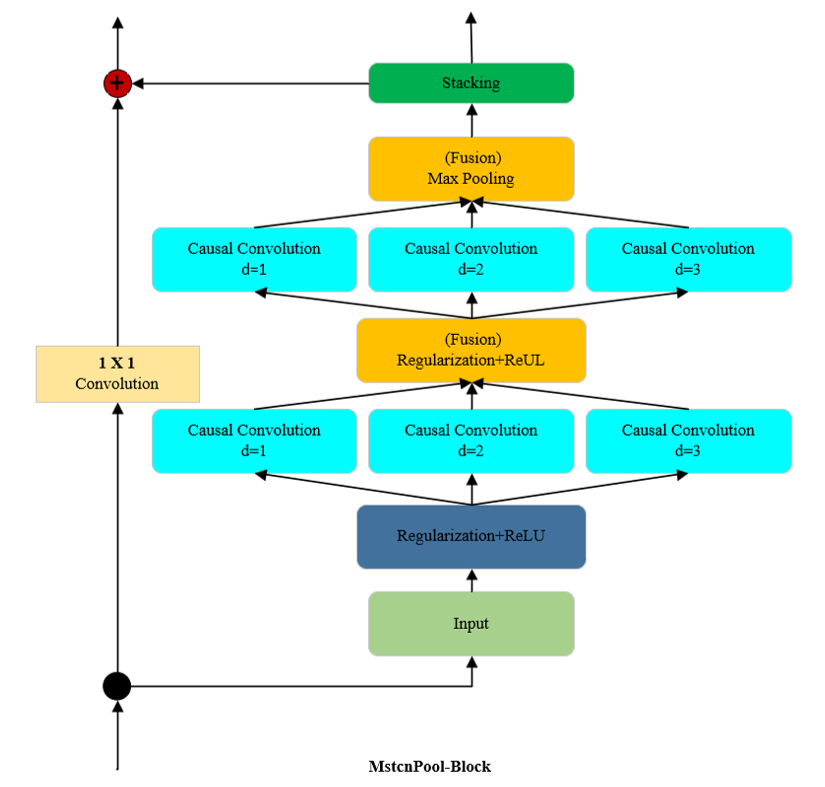 +
Stacking
(Fusion)
Max Pooling
Causal Convolution
d=1
Causal Convolution
d=2
Causal Convolution
d=3
(Fusion)
Regularization+ReUL
1 X 1
Convolution
Causal Convolution
d=1
Causal Convolution
d=2
Causal Convolution
d=3
Regularization+ReLU
Input
MstcnPool-Block